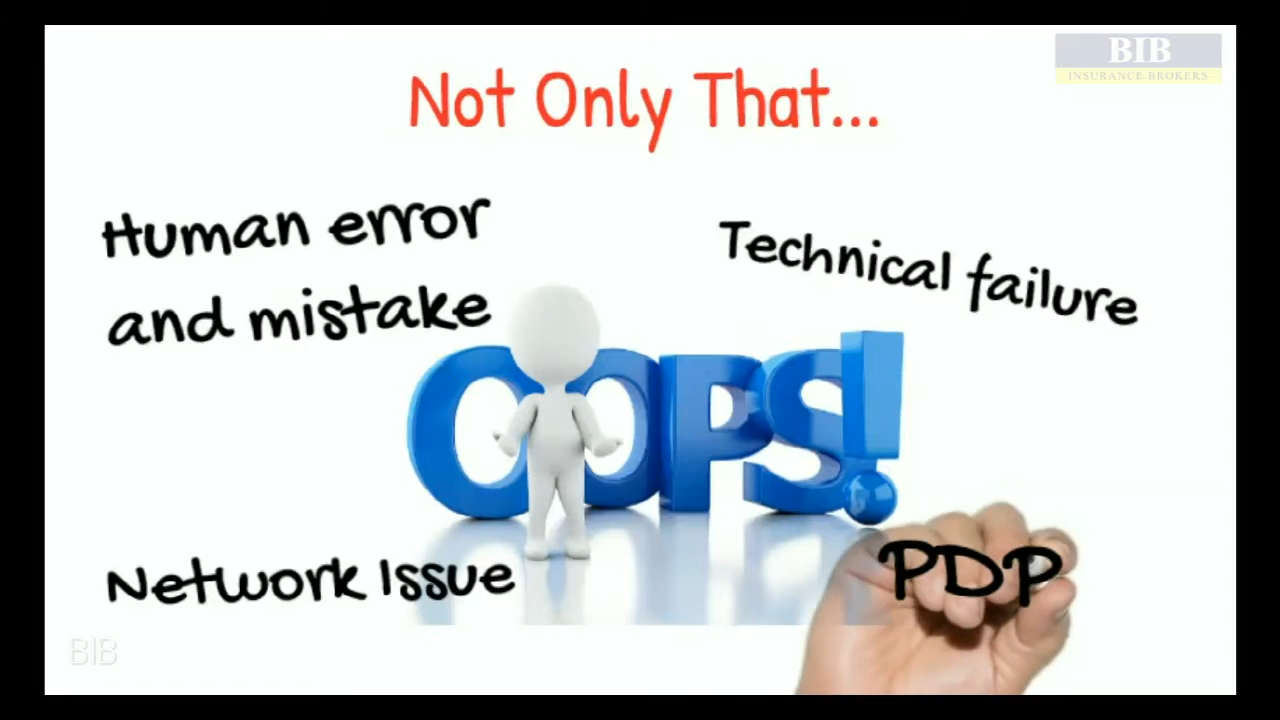 BIB
INSURANCE BROKERS
Not Only That...
Human error
and mistake
Technical failure
OOPS!
Network Issue
PDP
BIB